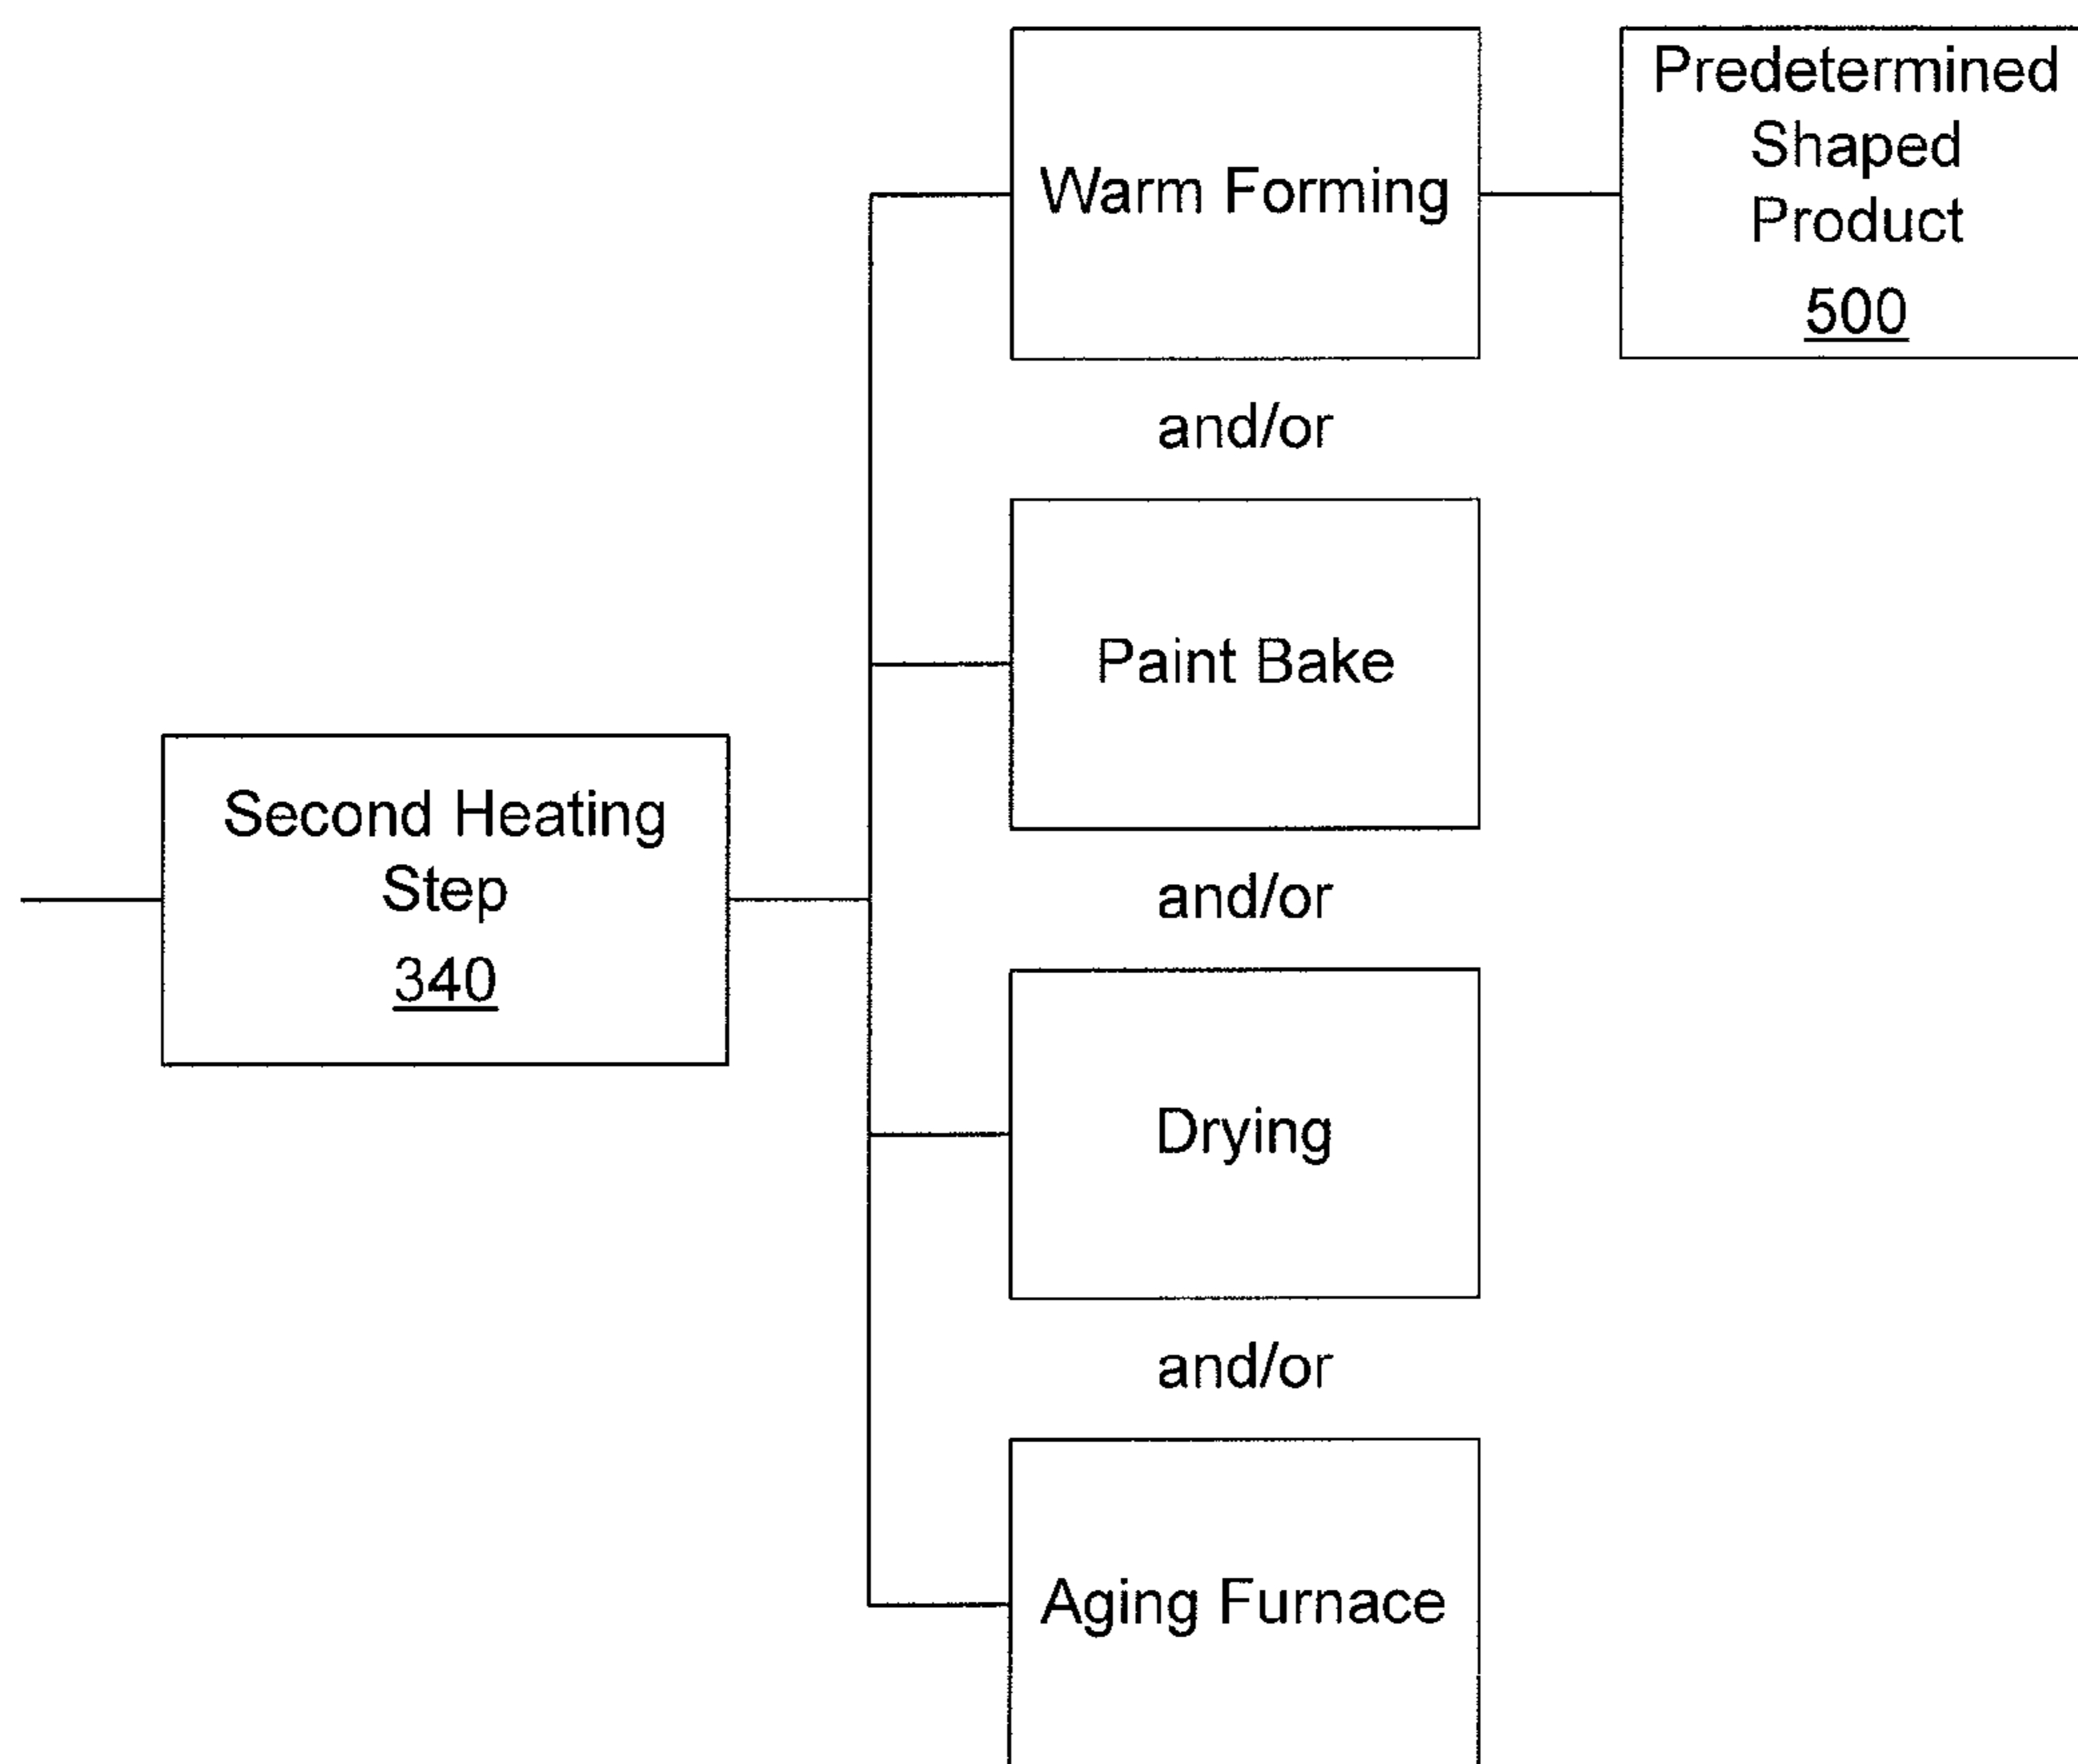 Predetermined
Shaped
Warm Forming
Product
500
and/or
Paint Bake
Second Heating
Step
340
and/or
Drying
and/or
Aging Furnace